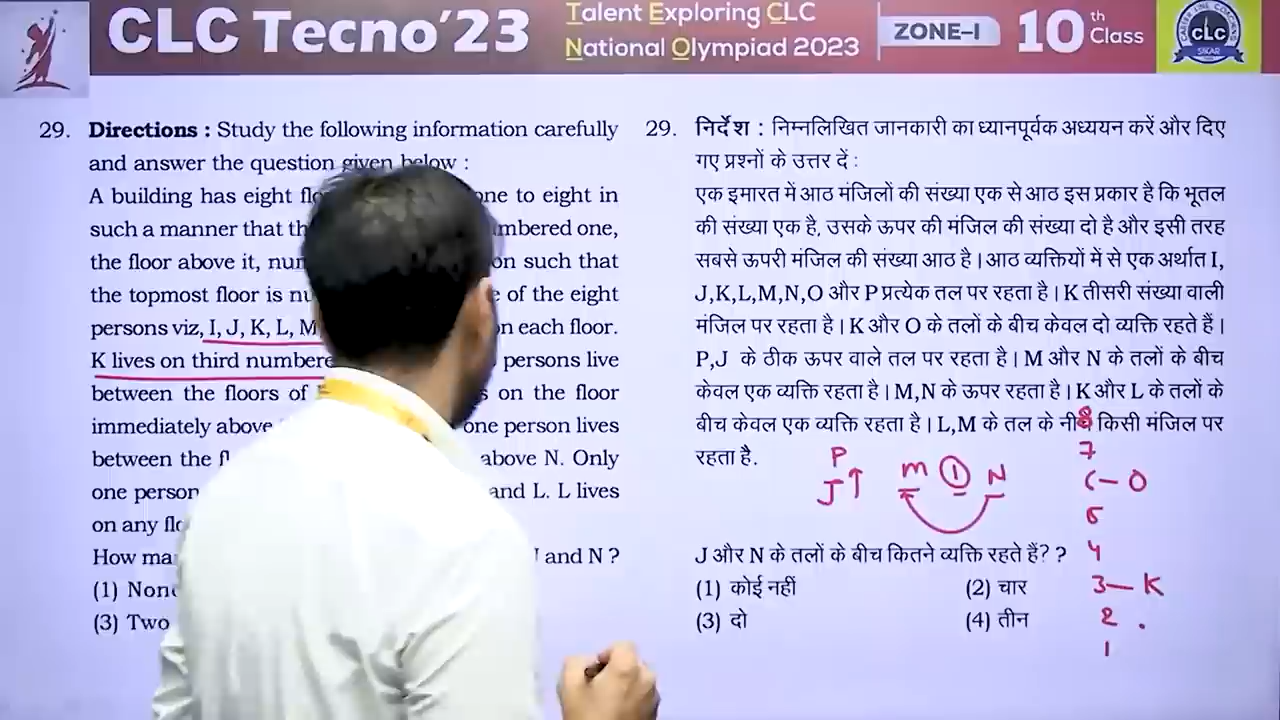 CLC Tecno'23
Talent Exploring CLC
National Olympiad 2023
ZONE–I
10th Class
CLC
SIKAR
29. Directions : Study the following information carefully
and answer the question given below :
A building has eight one to eight in
such a manner that numbered one,
the floor above it, such that
the topmost floor is of the eight
persons viz, I, J, K, L, M each floor.
K lives on third persons live
between the floors of on the floor
immediately above one person lives
between the above N. Only
one person and L. L lives
on any
How and N ?
(1) None
(3) Two
29. निर्देश : निम्नलिखित जानकारी का ध्यानपूर्वक अध्ययन करें और दिए
गए प्रश्नों के उत्तर दें :
एक इमारत में आठ मंजिलों की संख्या एक से आठ इस प्रकार है कि भूतल
की संख्या एक है, उसके ऊपर की मंजिल की संख्या दो है और इसी तरह
सबसे ऊपरी मंजिल की संख्या आठ है। आठ व्यक्तियों में से एक अर्थात I,
J,K,L,M,N,O और P प्रत्येक तल पर रहता है। K तीसरी संख्या वाली
मंजिल पर रहता है। K और O के तलों के बीच केवल दो व्यक्ति रहते हैं।
P,J के ठीक ऊपर वाले तल पर रहता है। M और N के तलों के बीच
केवल एक व्यक्ति रहता है। M,N के ऊपर रहता है। K और L के तलों के
बीच केवल एक व्यक्ति रहता है। L,M के तल के किसी मंजिल पर
रहता है.
P
J
M 1 N
8
7
6 – O
5
4
3 – K
2 .
1
J और N के तलों के बीच कितने व्यक्ति रहते हैं? ?
(1) कोई नहीं (2) चार
(3) दो (4) तीन